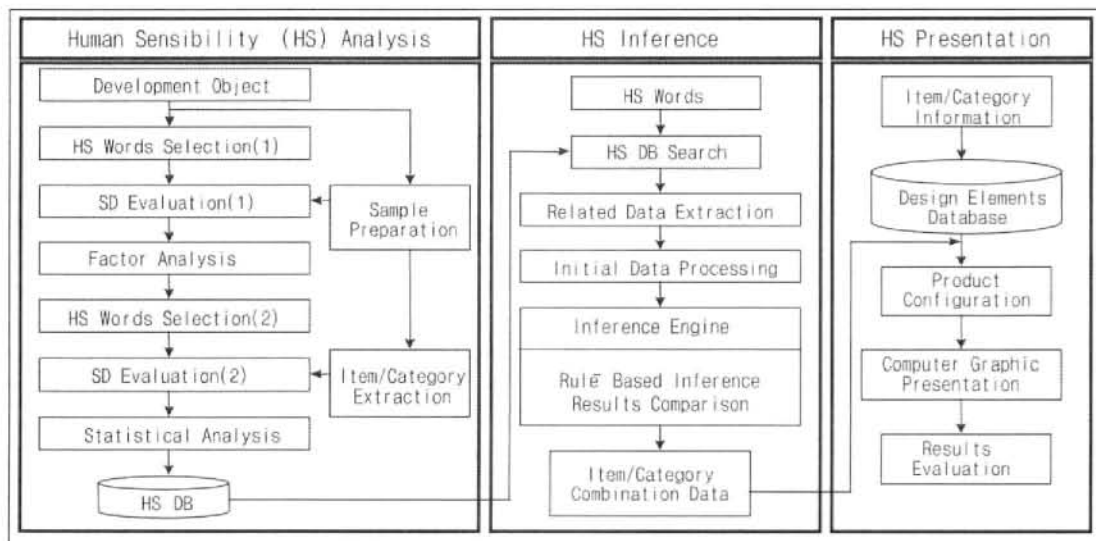 Human Sensibility (HS) Analysis
Development Object
HS Words Selection(1)
SD Evaluation(1)
Sample
Preparation
Factor Analysis
HS Words Selection(2)
SD Evaluation(2)
Item/Category
Extraction
Statistical Analysis
HS DB
HS Inference
HS Words
HS DB Search
Related Data Extraction
Initial Data Processing
Inference Engine
Rule-Based Inference
Results Comparison
Item/Category
Combination Data
HS Presentation
Item/Category
Information
Design Elements
Database
Product
Configuration
Computer Graphic
Presentation
Results
Evaluation